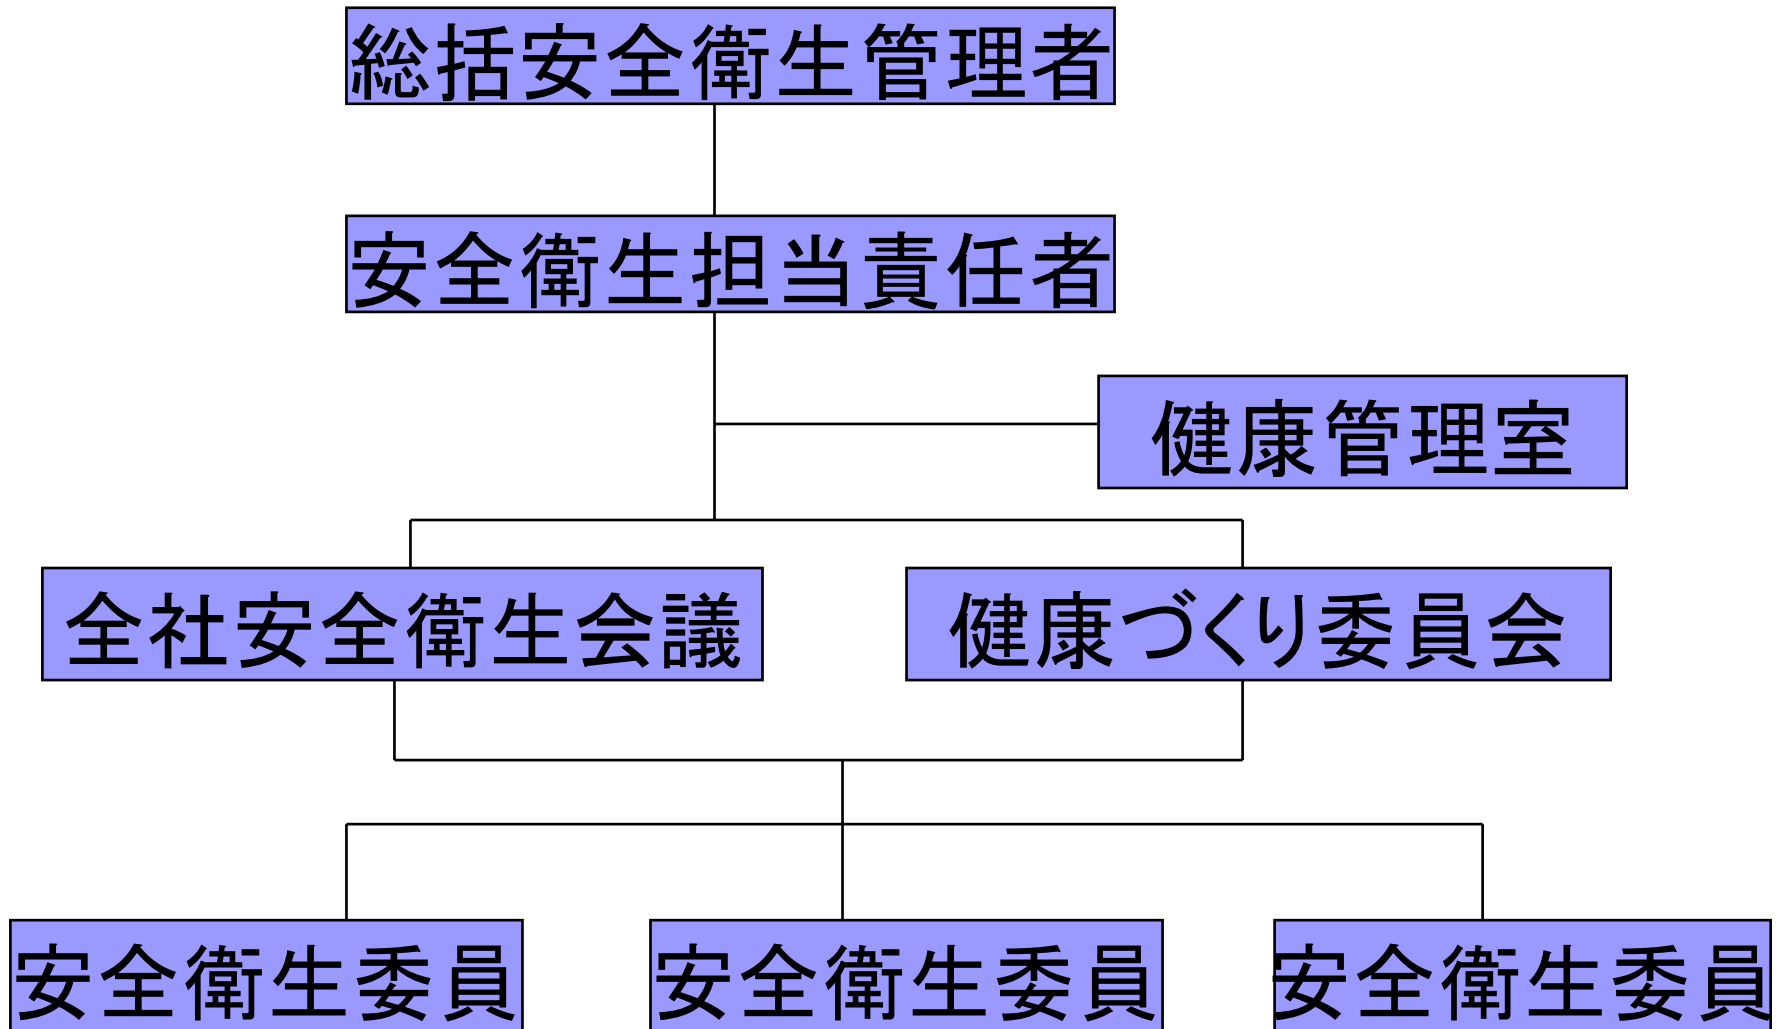 総括安全衛生管理者
安全衛生担当責任者
健康管理室
全社安全衛生会議
健康づくり委員会
安全衛生委員
安全衛生委員
安全衛生委員